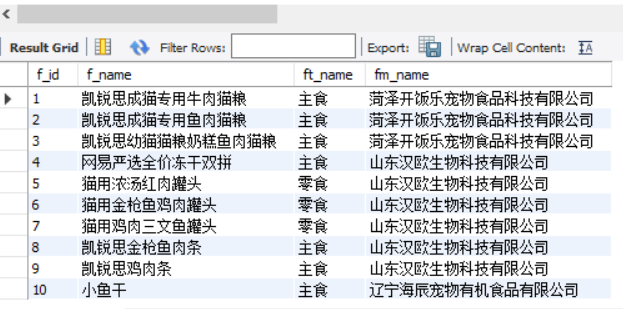 Result Grid Filter Rows: Export: Wrap Cell Content: IA
f_id f_name ft_name fm_name
1 凯锐思成猫专用牛肉猫粮 主食 菏泽开饭乐宠物食品科技有限公司
2 凯锐思成猫专用鱼肉猫粮 主食 菏泽开饭乐宠物食品科技有限公司
3 凯锐思幼猫猫粮奶糕鱼肉猫粮 主食 菏泽开饭乐宠物食品科技有限公司
4 网易严选全价冻干双拼 主食 山东汉欧生物科技有限公司
5 猫用浓汤红肉罐头 零食 山东汉欧生物科技有限公司
6 猫用金枪鱼鸡肉罐头 零食 山东汉欧生物科技有限公司
7 猫用鸡肉三文鱼罐头 零食 山东汉欧生物科技有限公司
8 凯锐思金枪鱼肉条 主食 山东汉欧生物科技有限公司
9 凯锐思鸡肉条 主食 山东汉欧生物科技有限公司
10 小鱼干 主食 辽宁海辰宠物有机食品有限公司